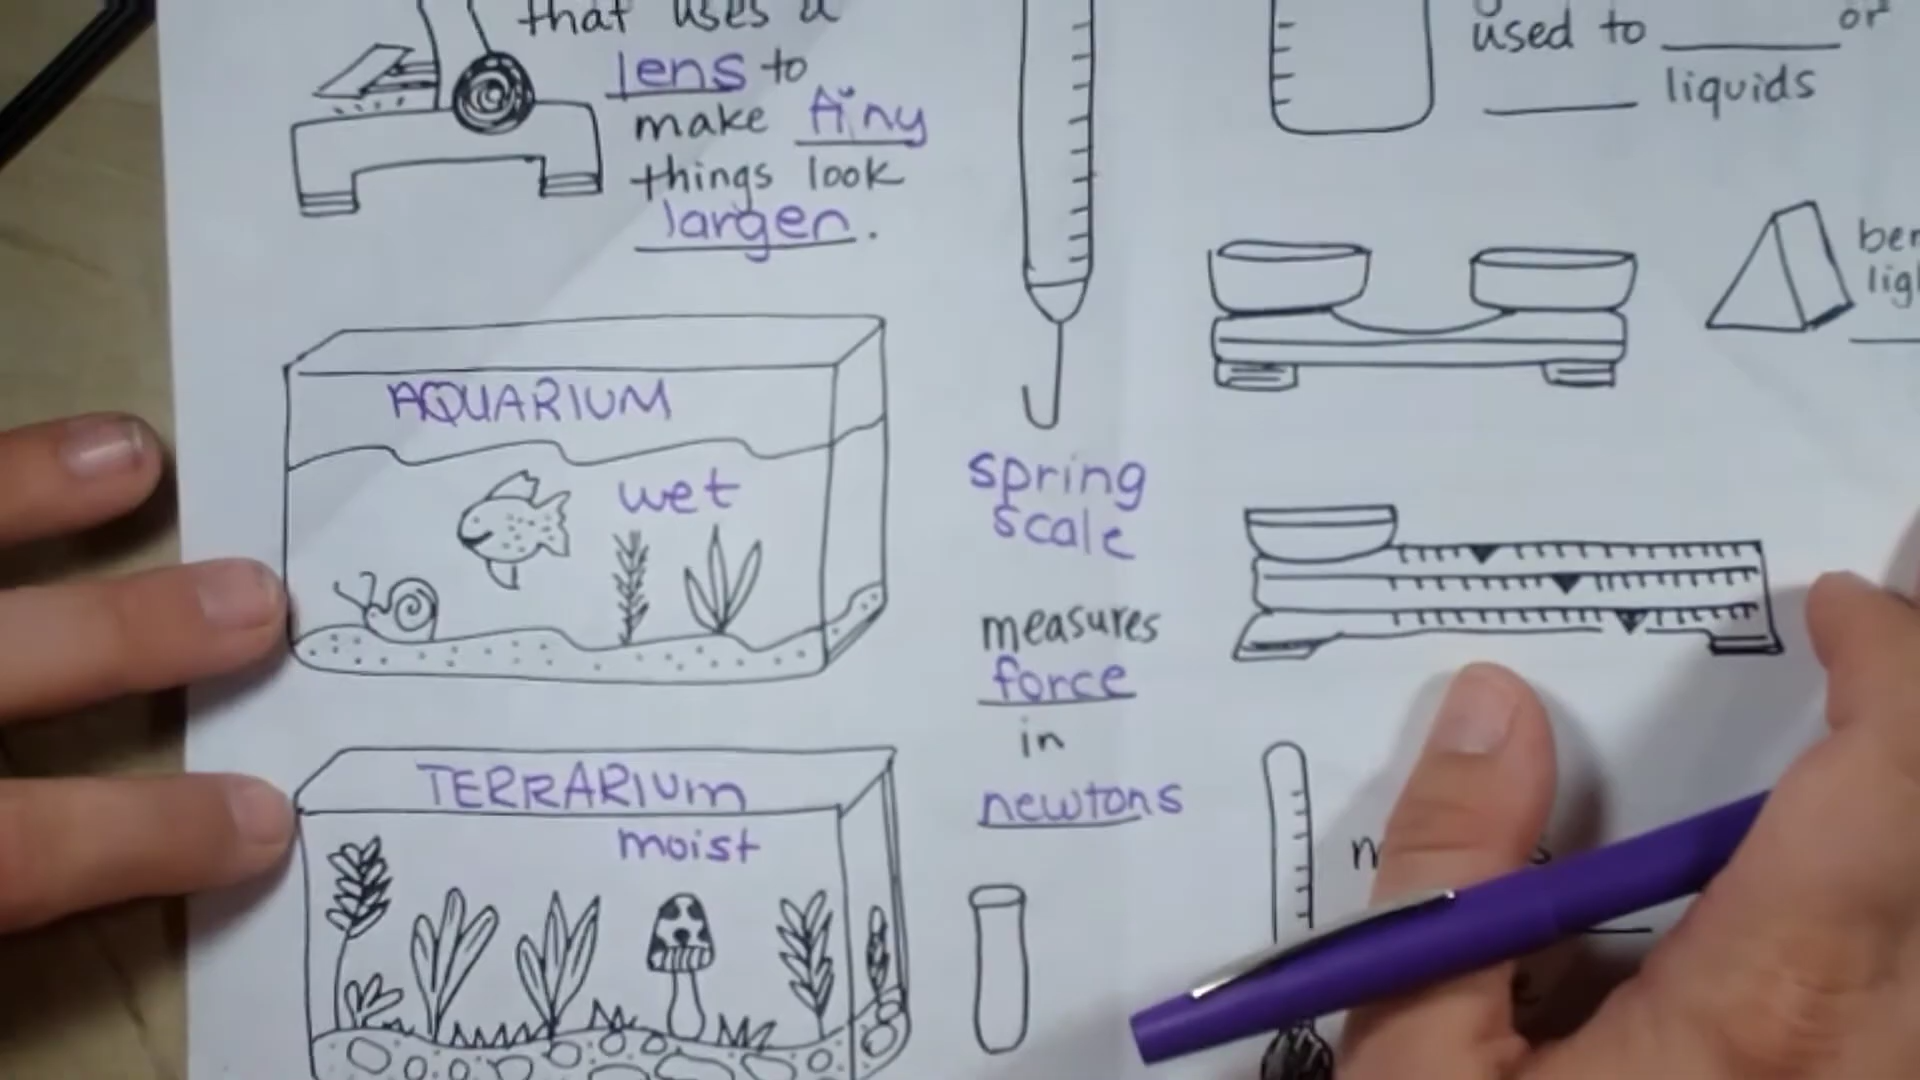 that uses a
lens to
make tiny
things look
larger.
AQUARIUM
wet
TERRARIUM
moist
spring
scale
measures
force
in
newtons
used to or
liquids